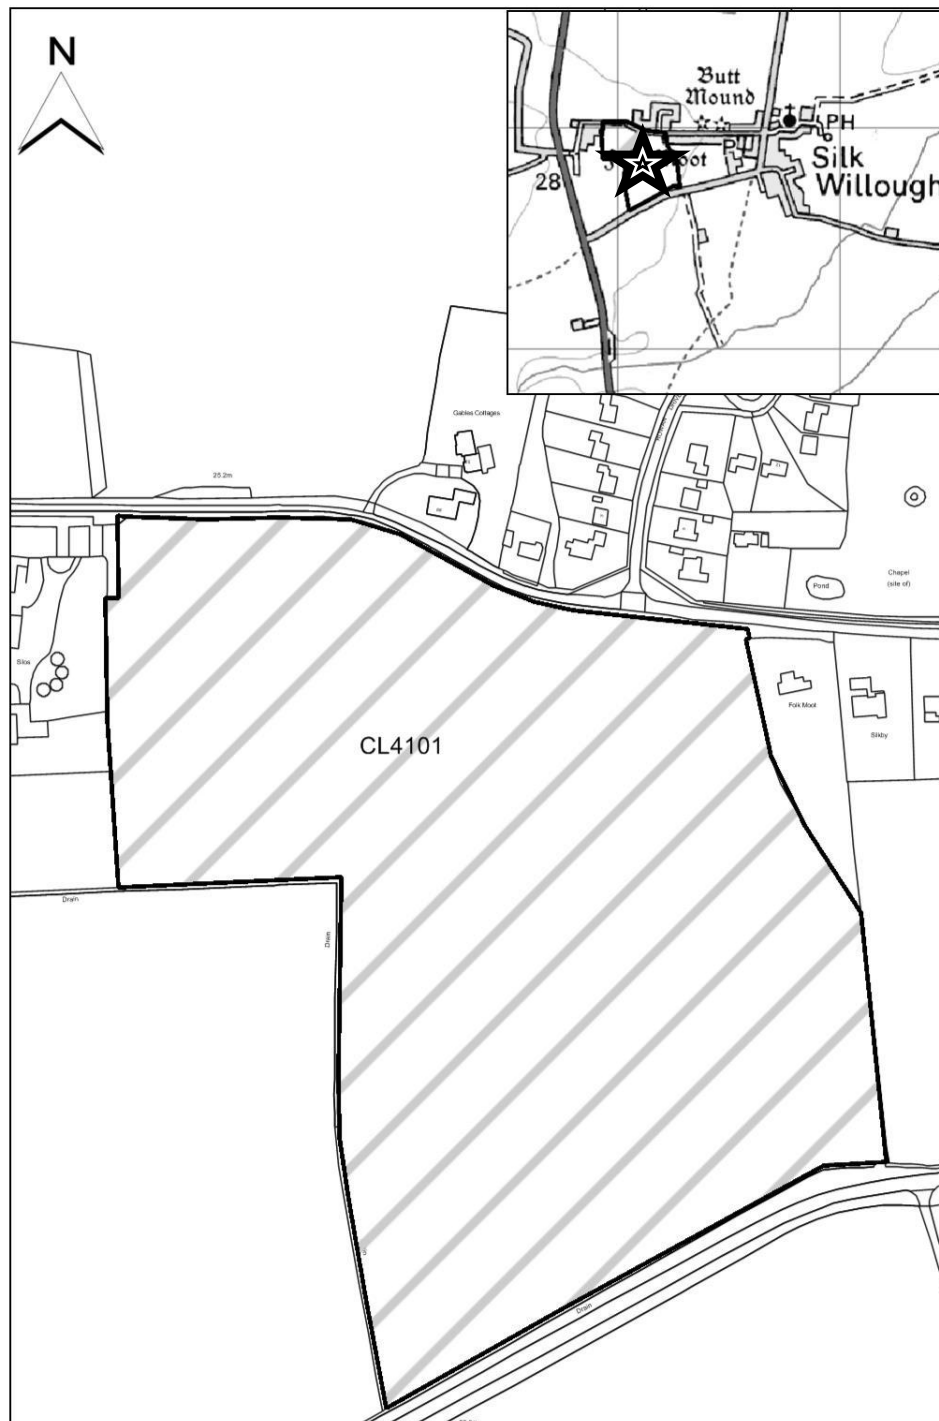 N
Butt
Mound
PH
Silk
Willough
28
Gables Cottages
25.2m
Chapel
(site of)
Pond
Silos
Folk Moot
Silkby
CL4101
Drain
Drain
Drain